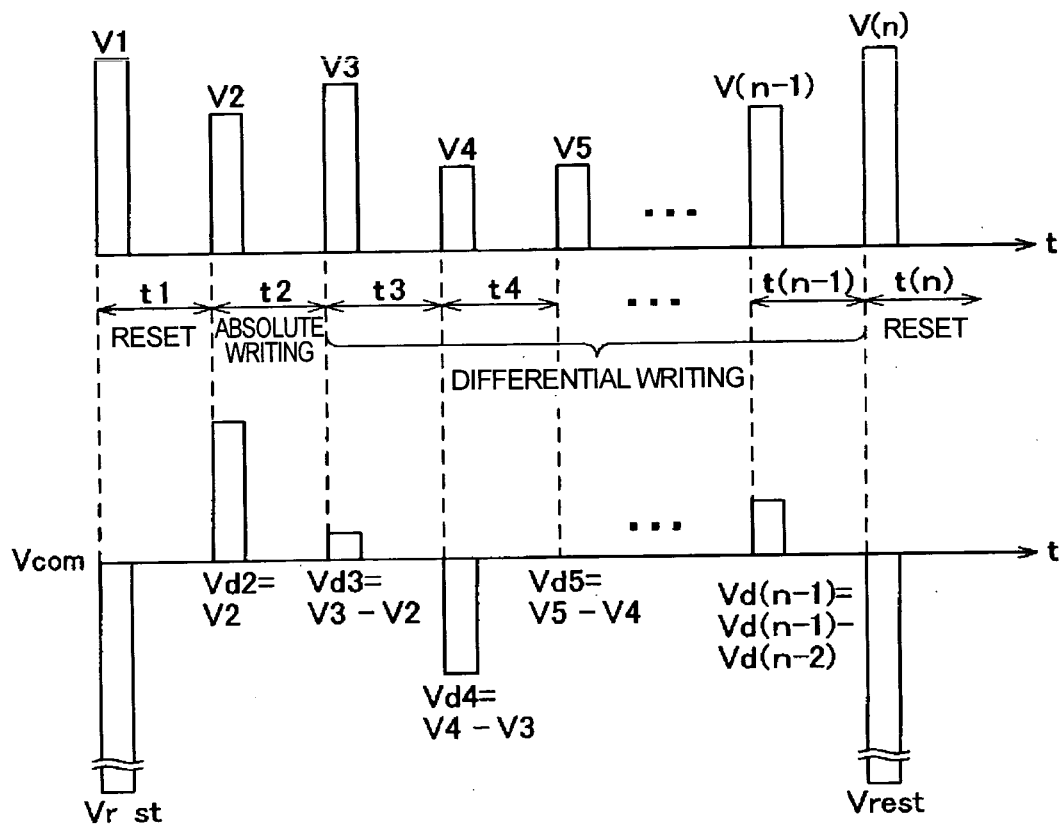 V1
V2
V3
V4
V5
V(n-1)
V(n)
...
t
t1
t2
t3
t4
...
t(n-1)
t(n)
RESET
ABSOLUTE
WRITING
RESET
DIFFERENTIAL WRITING
...
Vcom
t
Vd2=
V2
Vd3=
V3 - V2
Vd5=
V5 - V4
Vd(n-1)=
Vd(n-1)-
Vd(n-2)
Vd4=
V4 - V3
Vr st
Vrest